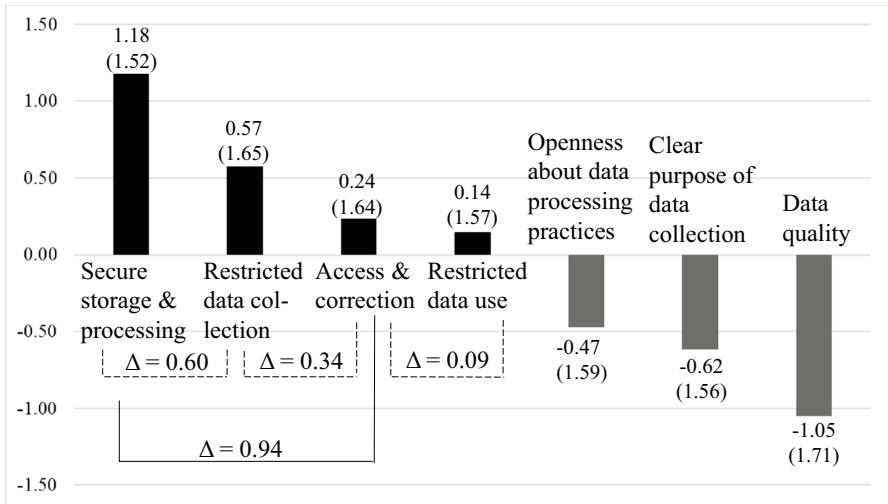 1.50
1.00
0.50
0.00
-0.50
-1.00
-1.50
1.18
(1.52)
Secure
storage &
processing
0.57
(1.65)
Restricted
data col-
lection
0.24
(1.64)
Access &
correction
0.14
(1.57)
Restricted
data use
Openness
about data
processing
practices
-0.47
(1.59)
Clear
purpose of
data
collection
-0.62
(1.56)
Data
quality
-1.05
(1.71)
Δ = 0.60
Δ = 0.34
Δ = 0.09
Δ = 0.94